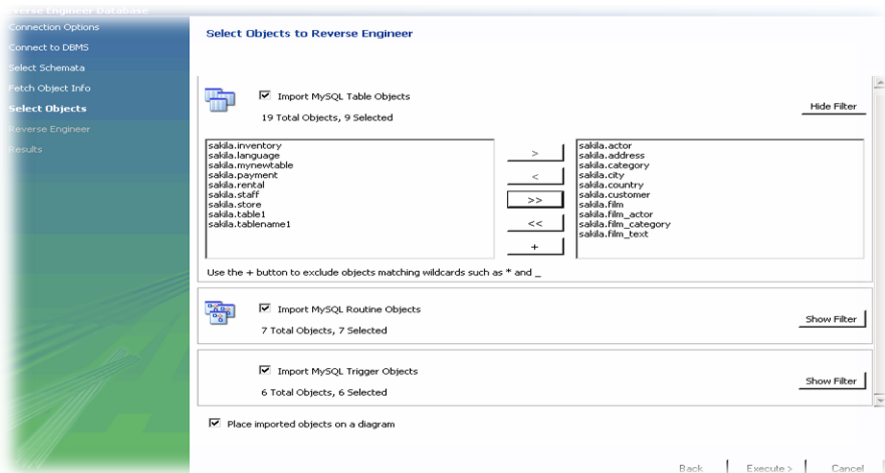 Reverse Engineer Database
Connection Options
Connect to DBMS
Select Schemata
Fetch Object Info
Select Objects
Reverse Engineer
Results
Select Objects to Reverse Engineer
Import MySQL Table Objects
19 Total Objects, 9 Selected
Hide Filter
sakila.inventory
sakila.language
sakila.mynewtable
sakila.payment
sakila.rental
sakila.staff
sakila.store
sakila.table1
sakila.tablename1
>
<
>>
<<
+
sakila.actor
sakila.address
sakila.category
sakila.city
sakila.country
sakila.customer
sakila.film
sakila.film_actor
sakila.film_category
sakila.film_text
Use the + button to exclude objects matching wildcards such as * and _
Import MySQL Routine Objects
7 Total Objects, 7 Selected
Show Filter
Import MySQL Trigger Objects
6 Total Objects, 6 Selected
Show Filter
Place imported objects on a diagram
Back
Execute >
Cancel